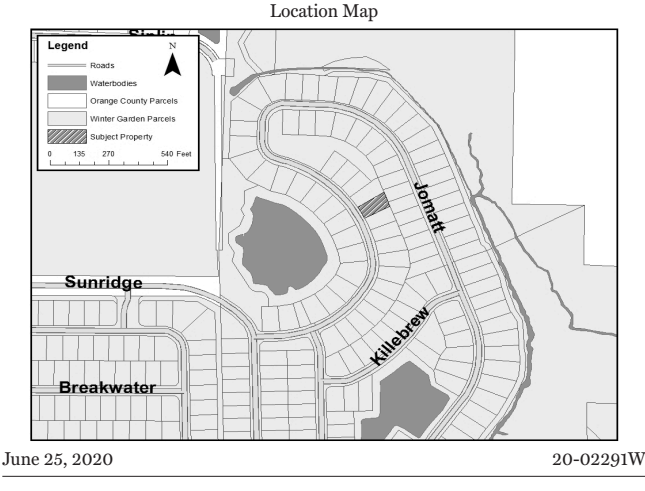 Location Map
Siplin
Legend
N
Roads
Waterbodies
Orange County Parcels
Winter Garden Parcels
Subject Property
0 135 270 540 Feet
Jomatt
Sunridge
Killebrew
Breakwater
June 25, 2020 20-02291W